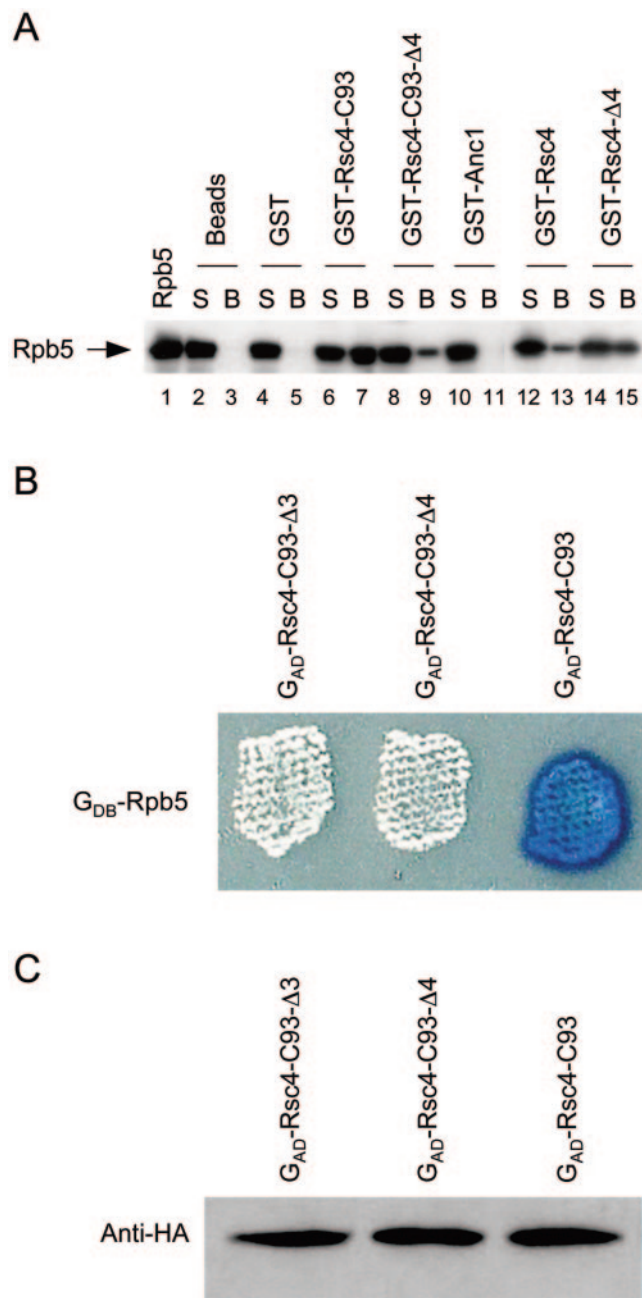 A
Rpb5
Beads
GST
GST-Rsc4-C93
GST-Rsc4-C93-Δ4
GST-Anc1
GST-Rsc4
GST-Rsc4-Δ4
S B S B S B S B S B S B S B
Rpb5
1 2 3 4 5 6 7 8 9 10 11 12 13 14 15
B
GAD-Rsc4-C93-Δ3
GAD-Rsc4-C93-Δ4
GAD-Rsc4-C93
GDB-Rpb5
C
GAD-Rsc4-C93-Δ3
GAD-Rsc4-C93-Δ4
GAD-Rsc4-C93
Anti-HA